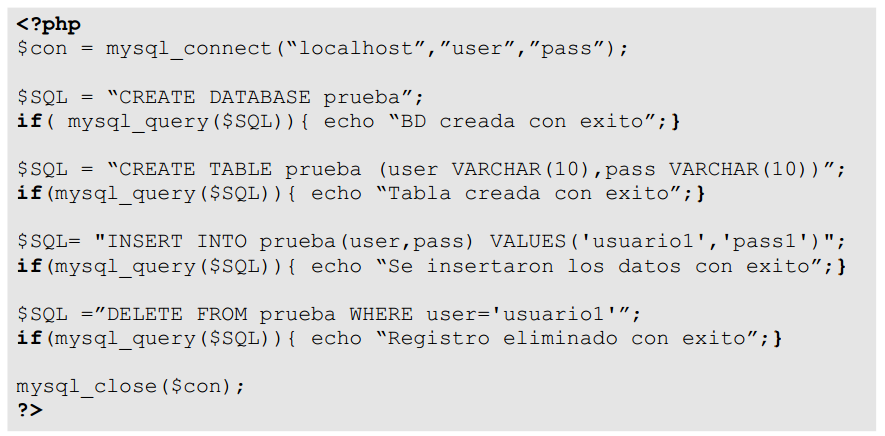 <?php
$con = mysql_connect(“localhost”,”user”,”pass”);
$SQL = “CREATE DATABASE prueba”;
if( mysql_query($SQL)){ echo “BD creada con exito”;}
$SQL = “CREATE TABLE prueba (user VARCHAR(10),pass VARCHAR(10))”;
if(mysql_query($SQL)){ echo “Tabla creada con exito”;}
$SQL= "INSERT INTO prueba(user,pass) VALUES('usuario1','pass1')";
if(mysql_query($SQL)){ echo “Se insertaron los datos con exito”;}
$SQL =”DELETE FROM prueba WHERE user='usuario1'”;
if(mysql_query($SQL)){ echo “Registro eliminado con exito”;}
mysql_close($con);
?>